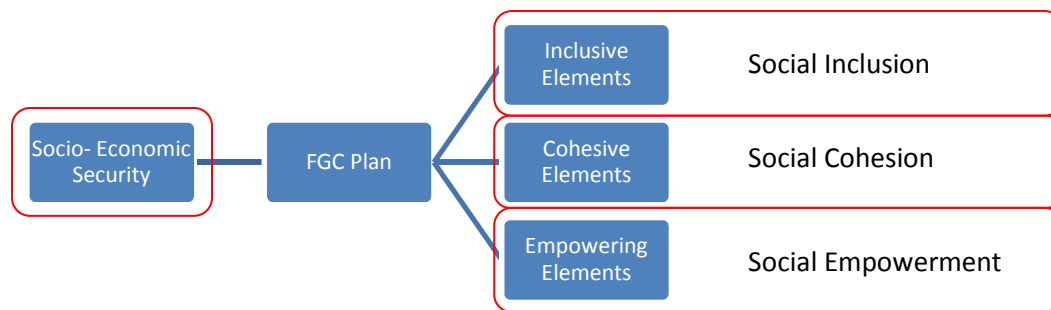 Inclusive
Elements
Social Inclusion
Socio- Economic
Security
FGC Plan
Cohesive
Elements
Social Cohesion
Empowering
Elements
Social Empowerment